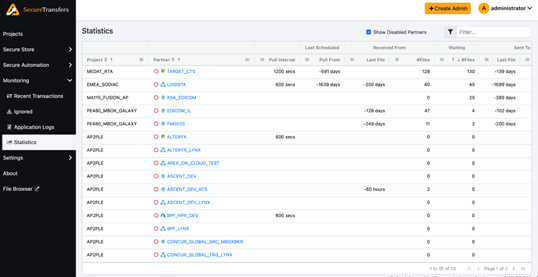 SecureTransfers
Create Admin
administrator
Projects
Secure Store
Secure Automation
Monitoring
Recent Transactions
Ignored
Application Logs
Statistics
Settings
About
File Browser
Statistics
Show Disabled Partners
Filter...
Last Scheduled Received From Waiting Sent To
Project 2 Partner 3 Pull Interval Pull From Last File #Files 1 #Files Last File
MEDAT_RTA TARGET_CTS 1200 secs -591 days 128 130 -139 days
EMEA_SODIAC LOGISTA 600 secs -1639 days -200 days 40 45 -1699 days
MA115_FUSION_AP KSA_EDICOM 0 25 -389 days
PE480_MBOX_GALAXY EDICOM_IL -128 days 47 4 -102 days
PE480_MBOX_GALAXY FMG020 -249 days 11 2 -200 days
AP2PLE ALTERYX 600 secs 0 0
AP2PLE ALTERYX_LYNX 0 0
AP2PLE APEX_ON_CLOUD_TEST 0 0
AP2PLE ASCENT_DEV 0 0
AP2PLE ASCENT_DEV_VCS -60 hours 2 0
AP2PLE ASCENT_DEV_LYNX 0 0
AP2PLE BPF_HPR_DEV 600 secs 0 0
AP2PLE BPF_LYNX 0 0
AP2PLE CONCUR_GLOBAL_SRC_MBOXBKR 0 0
AP2PLE CONCUR_GLOBAL_TRG_LYNX 0 0
1 to 15 of 23 Page 1 of 2